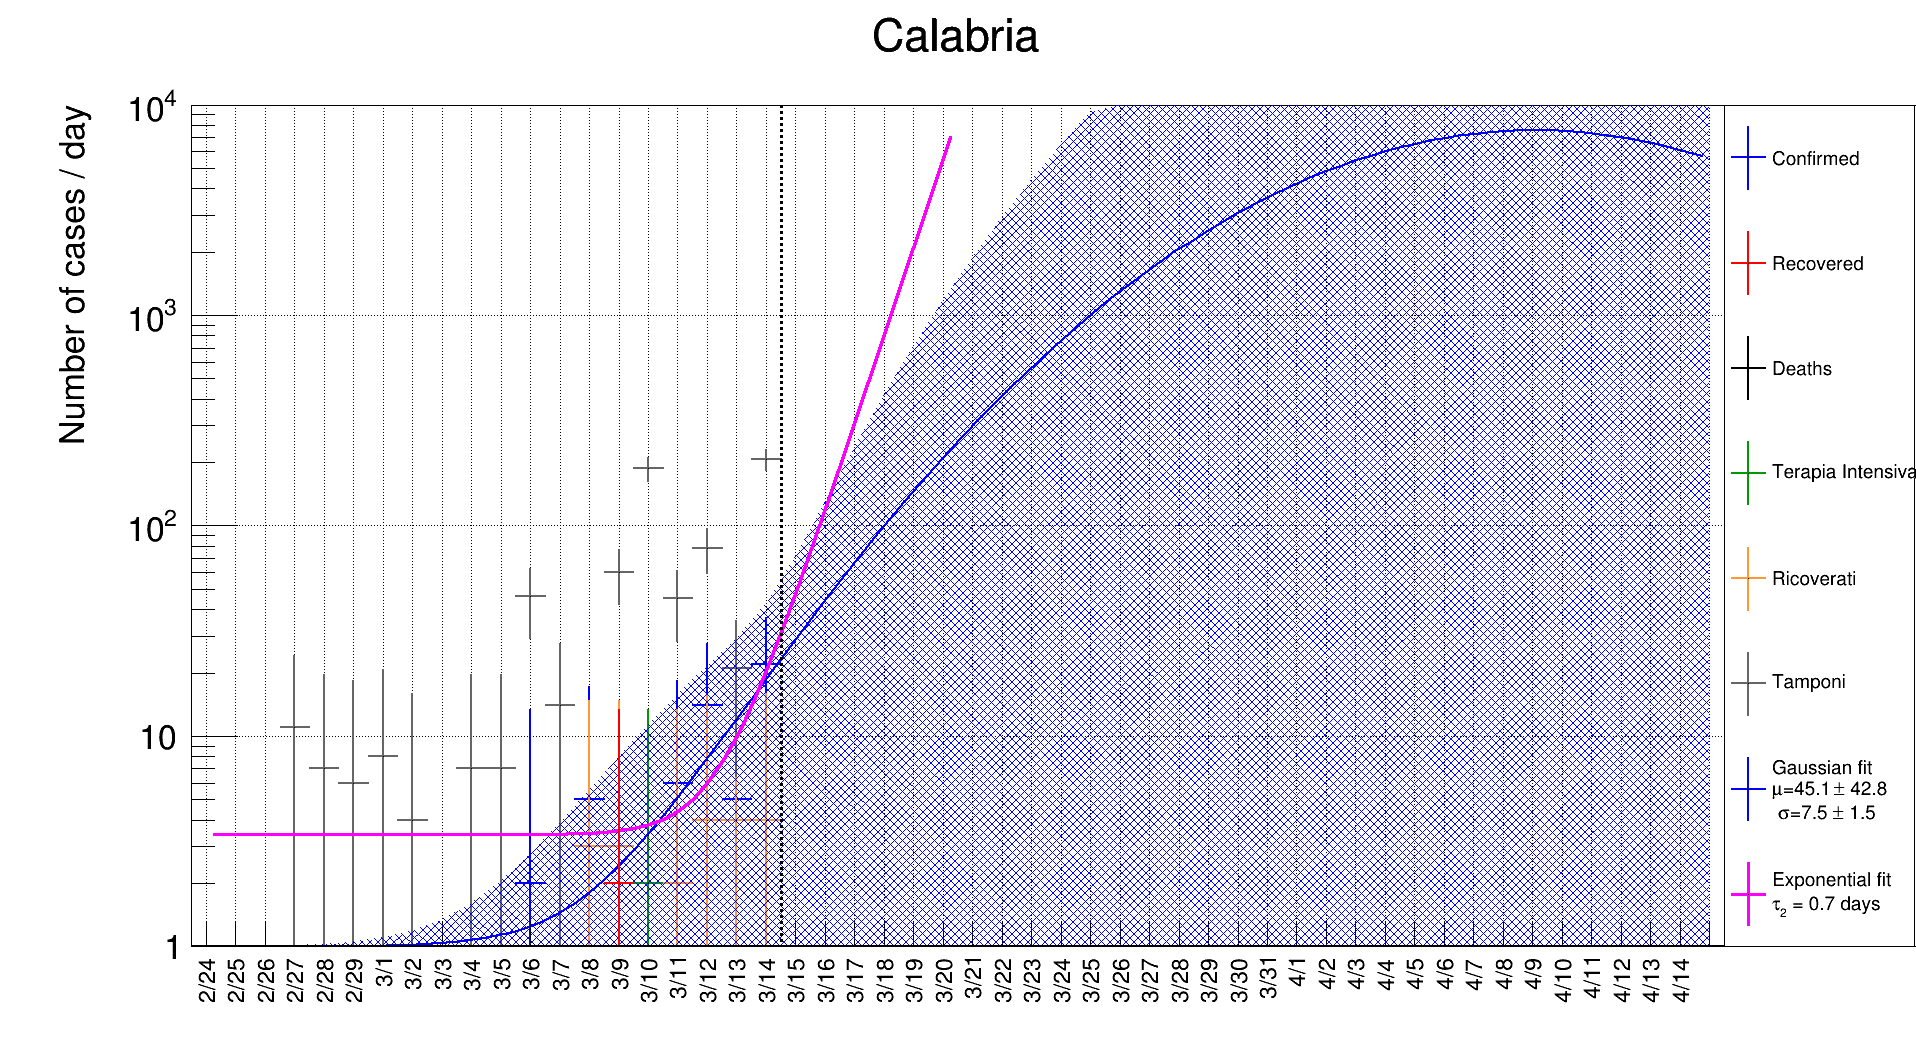 Calabria
Number of cases / day
10⁴
10³
10²
10
1
2/24 2/25 2/26 2/27 2/28 2/29 3/1 3/2 3/3 3/4 3/5 3/6 3/7 3/8 3/9 3/10 3/11 3/12 3/13 3/14 3/15 3/16 3/17 3/18 3/19 3/20 3/21 3/22 3/23 3/24 3/25 3/26 3/27 3/28 3/29 3/30 3/31 4/1 4/2 4/3 4/4 4/5 4/6 4/7 4/8 4/9 4/10 4/11 4/12 4/13 4/14
Confirmed
Recovered
Deaths
Terapia Intensiva
Ricoverati
Tamponi
Gaussian fit
μ=45.1 ± 42.8
σ=7.5 ± 1.5
Exponential fit
τ₂ = 0.7 days